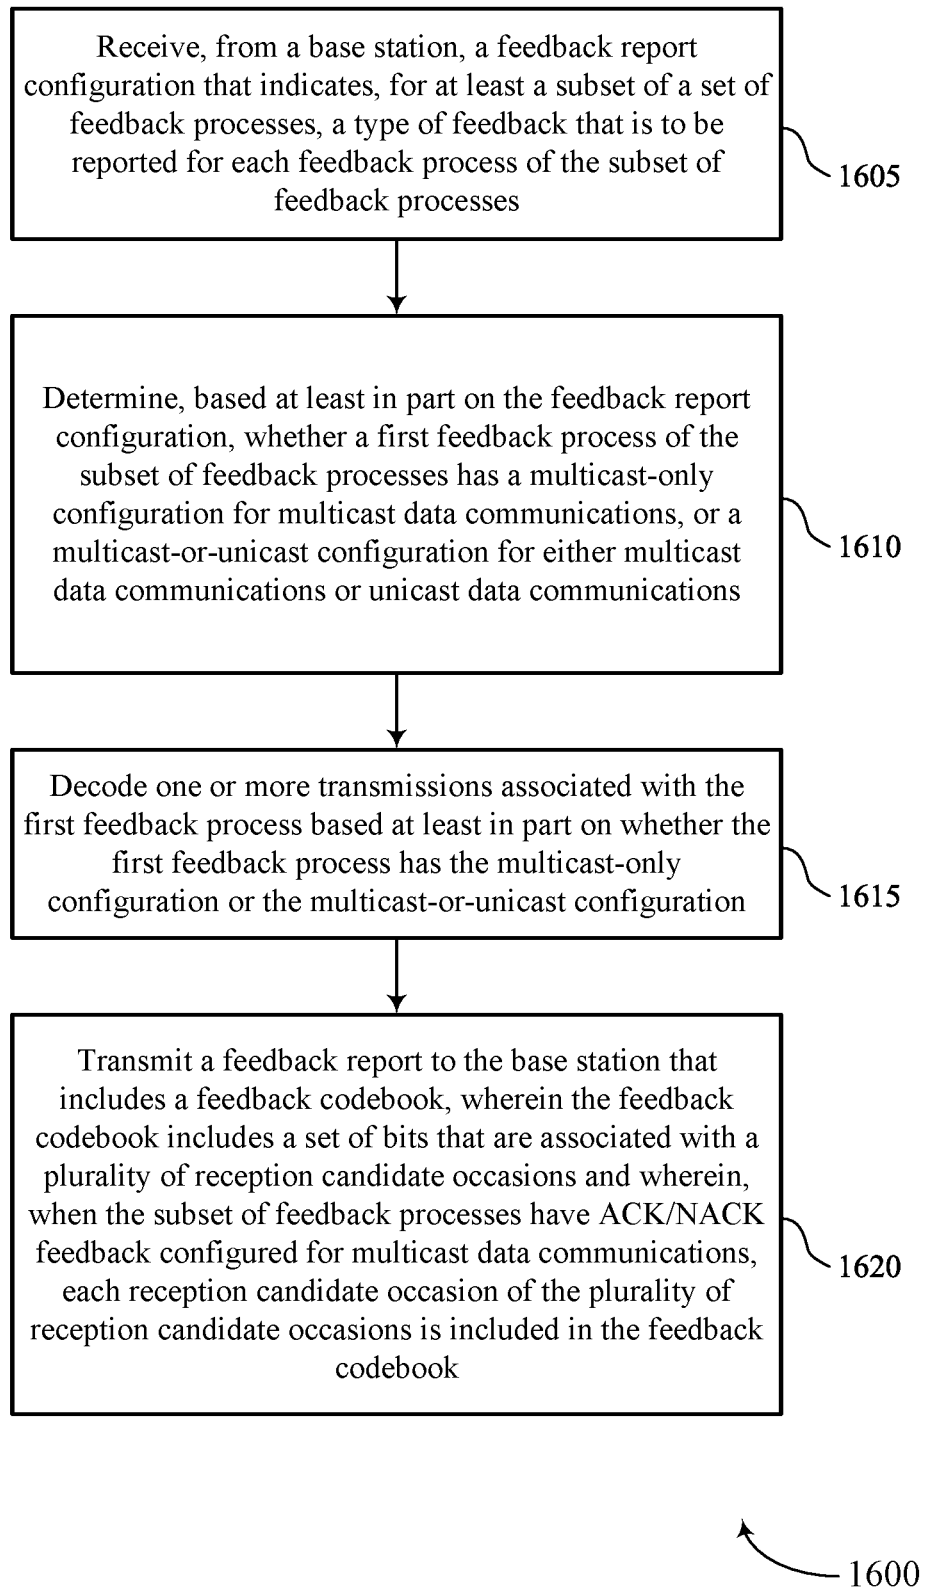 Receive, from a base station, a feedback report
configuration that indicates, for at least a subset of a set of
feedback processes, a type of feedback that is to be
reported for each feedback process of the subset of
feedback processes
1605
Determine, based at least in part on the feedback report
configuration, whether a first feedback process of the
subset of feedback processes has a multicast-only
configuration for multicast data communications, or a
multicast-or-unicast configuration for either multicast
data communications or unicast data communications
1610
Decode one or more transmissions associated with the
first feedback process based at least in part on whether the
first feedback process has the multicast-only
configuration or the multicast-or-unicast configuration
1615
Transmit a feedback report to the base station that
includes a feedback codebook, wherein the feedback
codebook includes a set of bits that are associated with a
plurality of reception candidate occasions and wherein,
when the subset of feedback processes have ACK/NACK
feedback configured for multicast data communications,
each reception candidate occasion of the plurality of
reception candidate occasions is included in the feedback
codebook
1620
1600